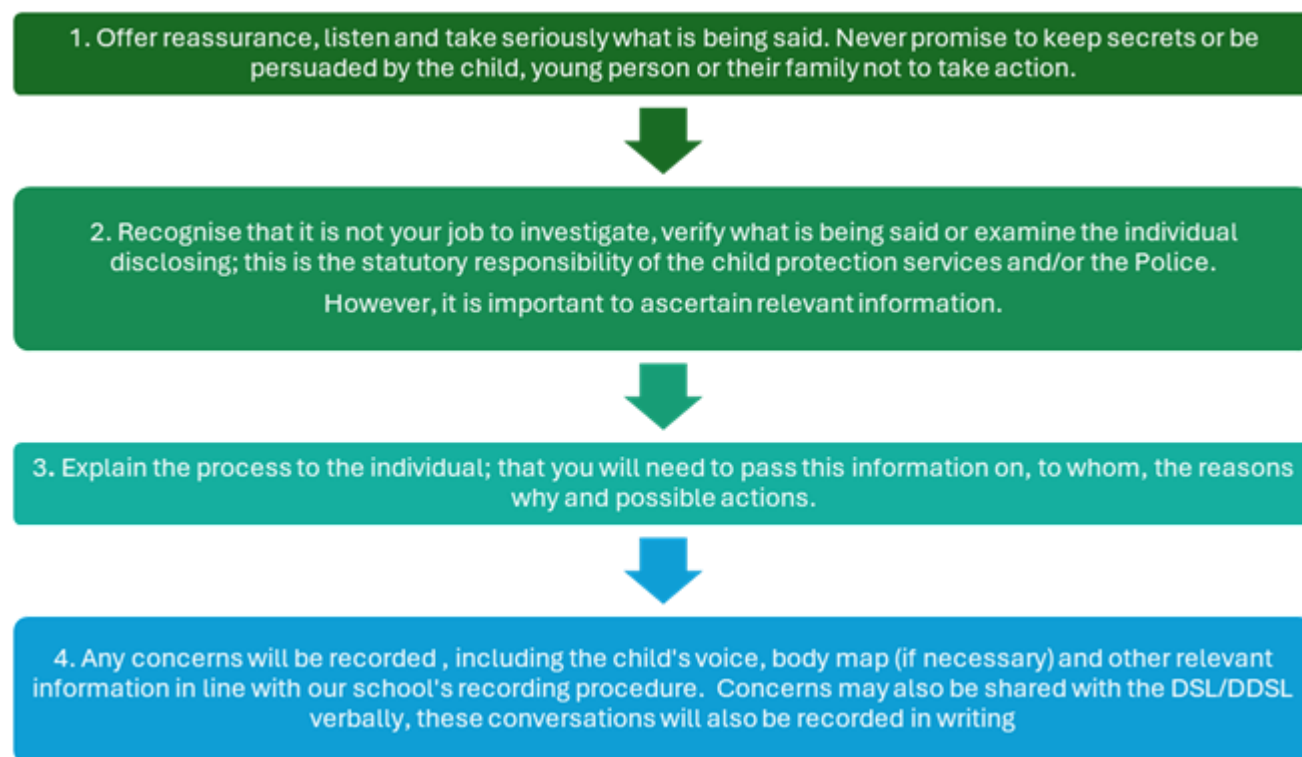 1. Offer reassurance, listen and take seriously what is being said. Never promise to keep secrets or be
persuaded by the child, young person or their family not to take action.
2. Recognise that it is not your job to investigate, verify what is being said or examine the individual
disclosing; this is the statutory responsibility of the child protection services and/or the Police.
However, it is important to ascertain relevant information.
3. Explain the process to the individual; that you will need to pass this information on, to whom, the reasons
why and possible actions.
4. Any concerns will be recorded , including the child's voice, body map (if necessary) and other relevant
information in line with our school's recording procedure.  Concerns may also be shared with the DSL/DDSL
verbally, these conversations will also be recorded in writing